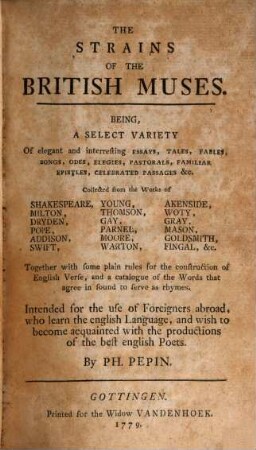 THE
STRAINS
OF THE
BRITISH MUSES.
BEING,
A SELECT VARIETY
Of elegant and interresting ESSAYS, TALES, FABLES,
SONGS, ODES, ELEGIES, PASTORALS, FAMILIAR
EPISTLES, CELEBRATED PASSAGES &c.
Collected from the Works of
SHAKESPEARE, YOUNG, AKENSIDE,
MILTON, THOMSON, WOTY,
DRYDEN, GAY, GRAY,
POPE, PARNEL, MASON,
ADDISON, MOORE, GOLDSMITH,
SWIFT, WARTON, FINGAL, &c.
Together with some plain rules for the construction of
English Verse, and a catalogue of the Words that
agree in sound to serve as rhymes.
Intended for the use of Foreigners abroad,
who learn the english Language, and wish to
become acquainted with the productions
of the best english Poets.
By PH. PEPIN.
GOTTINGEN.
Printed for the Widow VANDENHOEK.
1779.